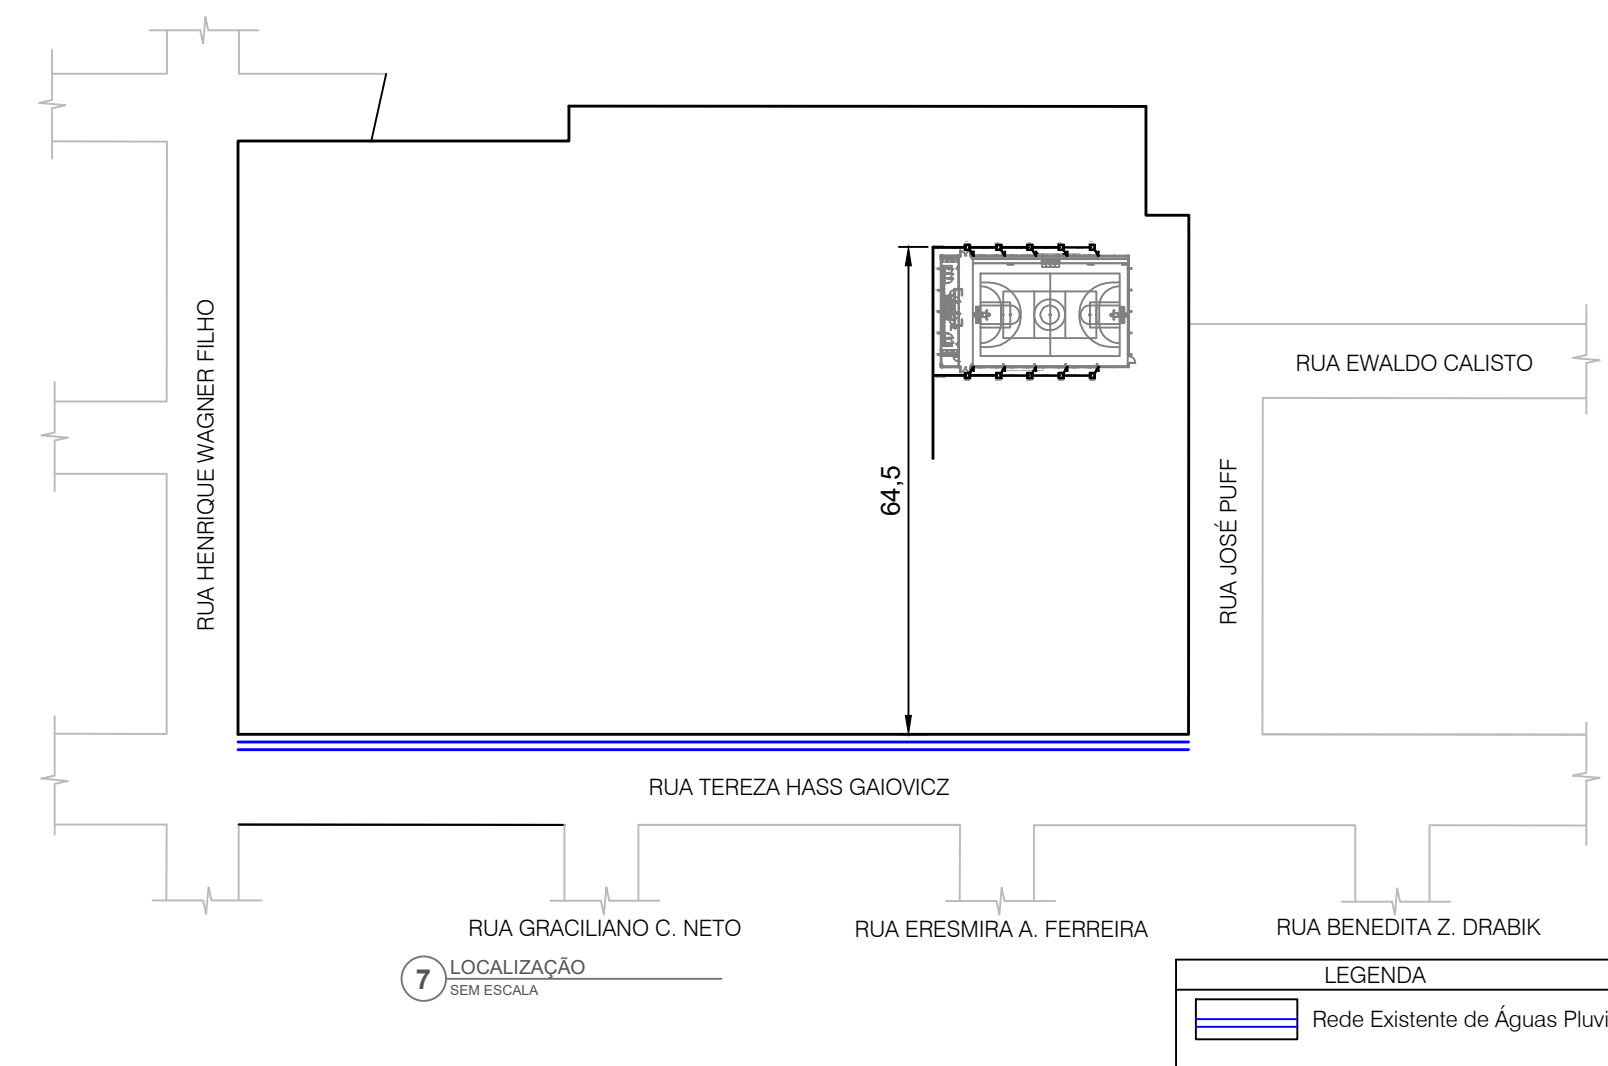 RUA HENRIQUE WAGNER FILHO
RUA EWALDO CALISTO
64,5
RUA JOSÉ PUFF
RUA TEREZA HASS GAIOVICZ
RUA GRACILIANO C. NETO
RUA ERESMIRA A. FERREIRA
RUA BENEDITA Z. DRABIK
7 LOCALIZAÇÃO
SEM ESCALA
LEGENDA
Rede Existente de Águas Pluvi